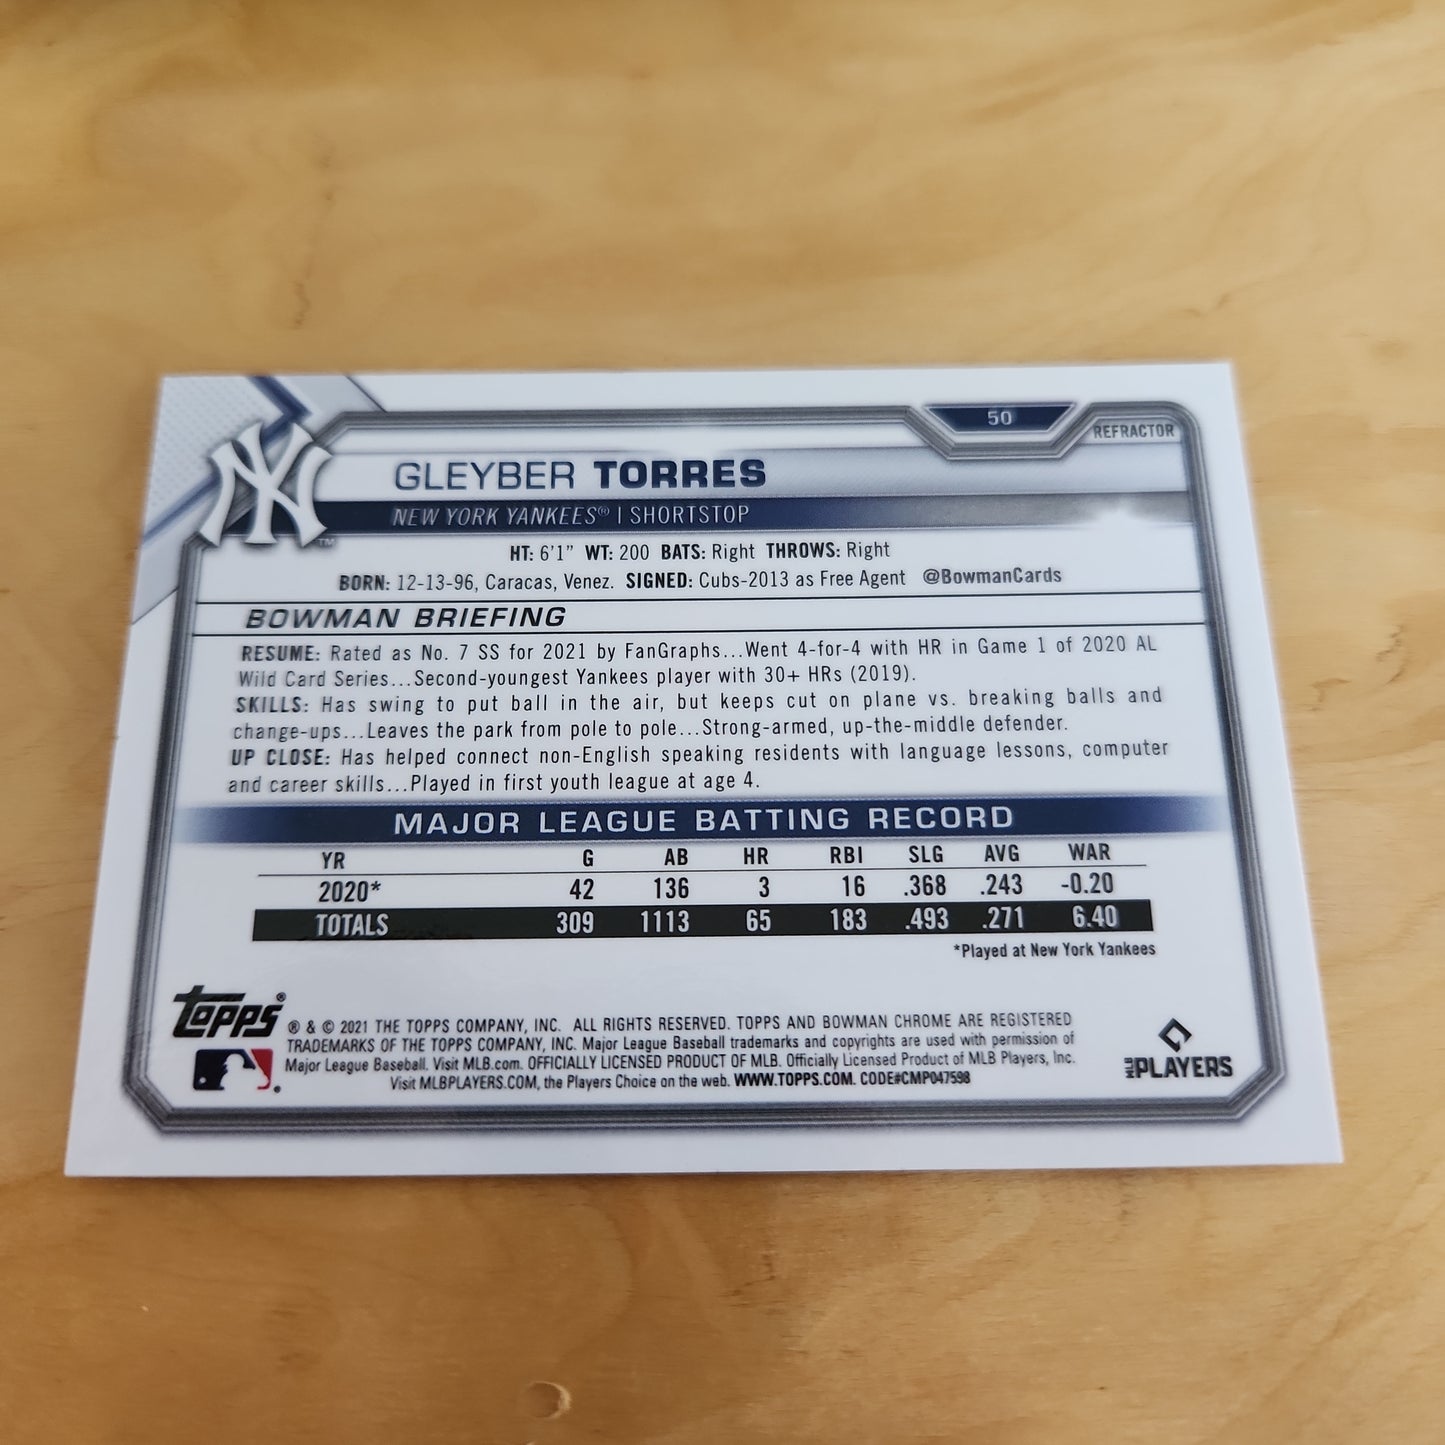 50
REFRACTOR
NY
GLEYBER TORRES
NEW YORK YANKEES® | SHORTSTOP
HT: 6'1" WT: 200 BATS: Right THROWS: Right
BORN: 12-13-96, Caracas, Venez. SIGNED: Cubs-2013 as Free Agent @BowmanCards
BOWMAN BRIEFING
RESUME: Rated as No. 7 SS for 2021 by FanGraphs...Went 4-for-4 with HR in Game 1 of 2020 AL
Wild Card Series...Second-youngest Yankees player with 30+ HRs (2019).
SKILLS: Has swing to put ball in the air, but keeps cut on plane vs. breaking balls and
change-ups...Leaves the park from pole to pole...Strong-armed, up-the-middle defender.
UP CLOSE: Has helped connect non-English speaking residents with language lessons, computer
and career skills...Played in first youth league at age 4.
MAJOR LEAGUE BATTING RECORD
YR G AB HR RBI SLG AVG WAR
2020* 42 136 3 16 .368 .243 -0.20
TOTALS 309 1113 65 183 .493 .271 6.40
*Played at New York Yankees
Topps®
® & © 2021 THE TOPPS COMPANY, INC. ALL RIGHTS RESERVED. TOPPS AND BOWMAN CHROME ARE REGISTERED
TRADEMARKS OF THE TOPPS COMPANY, INC. Major League Baseball trademarks and copyrights are used with permission of
Major League Baseball. Visit MLB.com. OFFICIALLY LICENSED PRODUCT OF MLB. Officially Licensed Product of MLB Players, Inc.
Visit MLBPLAYERS.COM, the Players Choice on the web. WWW.TOPPS.COM. CODE#CMP047598
MLB PLAYERS